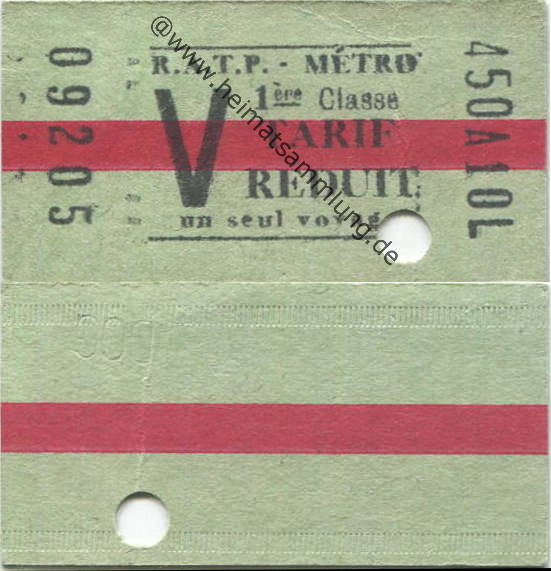 09205
R.A.T.P. - MÉTRO
V
1ère Classe
TARIF
RÉDUIT
un seul voyage
450A10L
@www.heimatsammlung.de